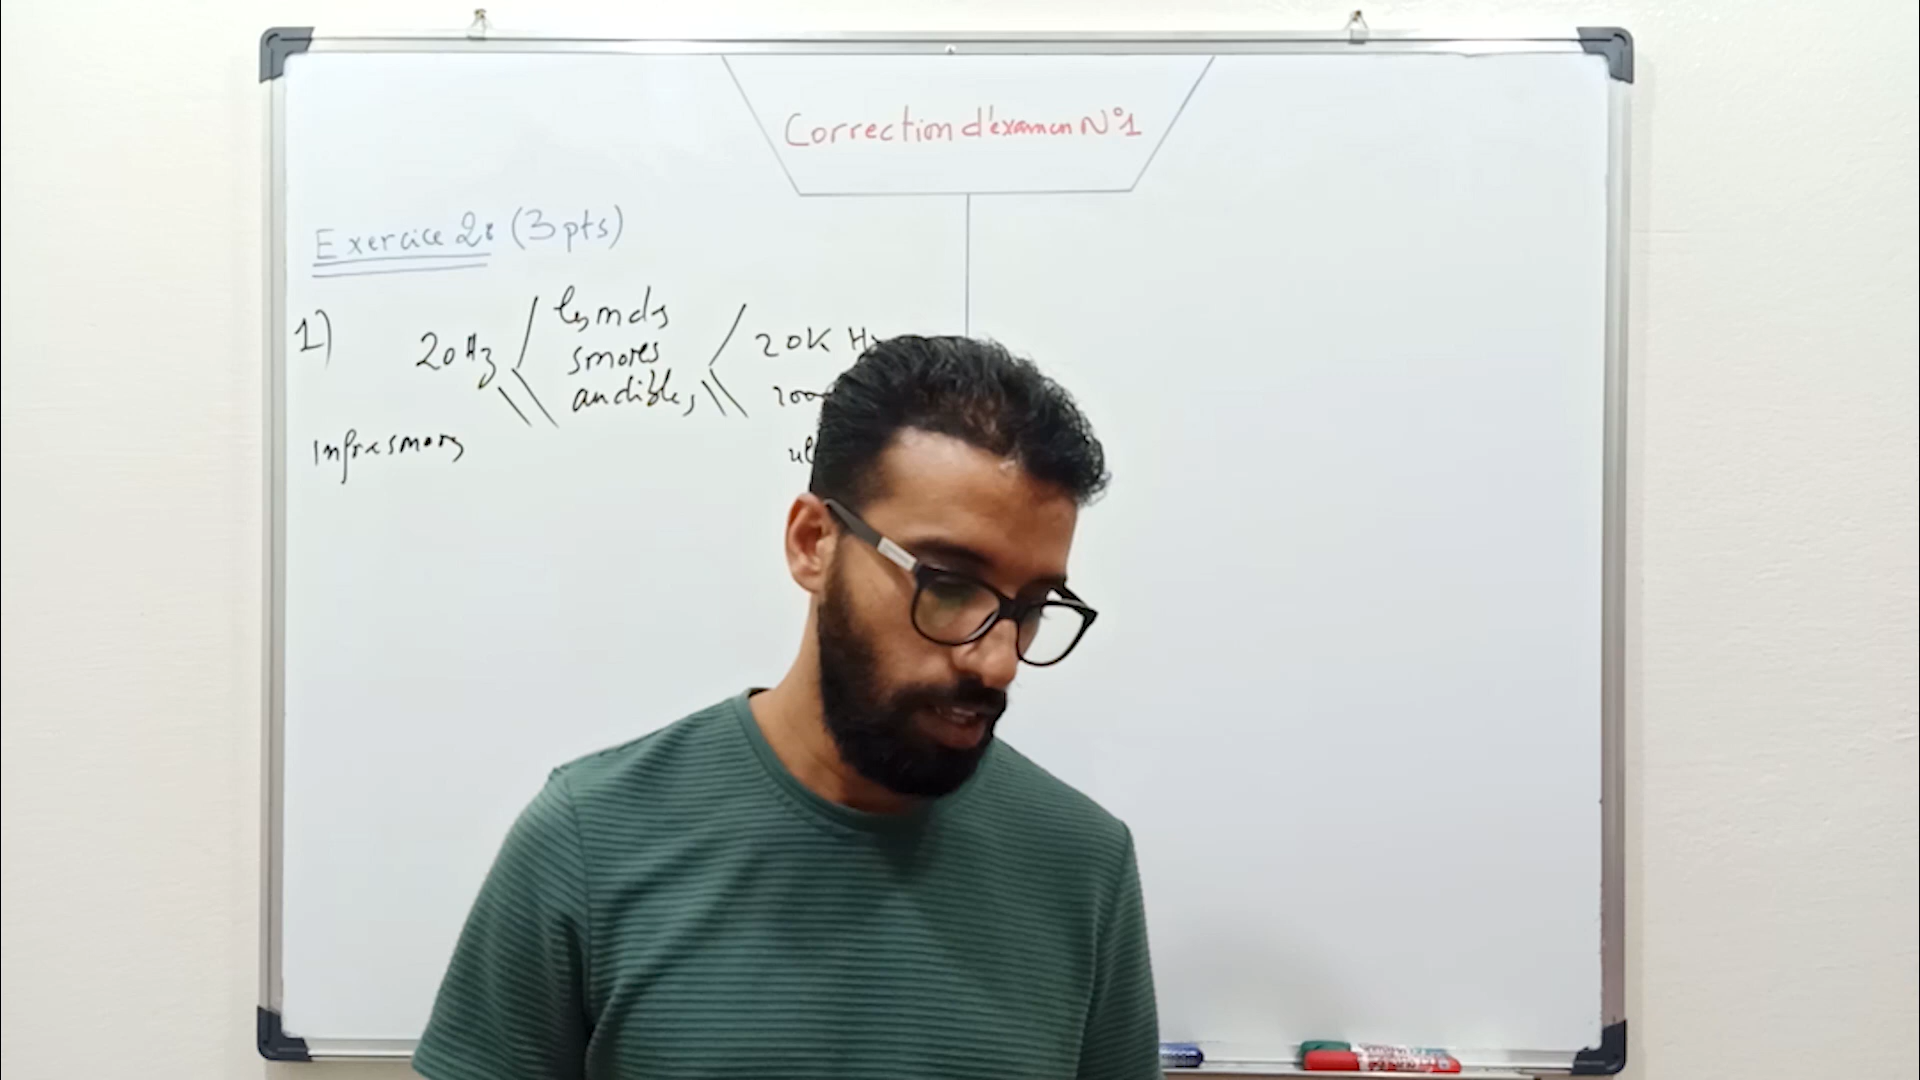 Correction d'examen N°1
Exercice 2: (3pts)
1) 20Hz ⩽ les ondes sonores audibles ⩽ 20K Hz
infrasons